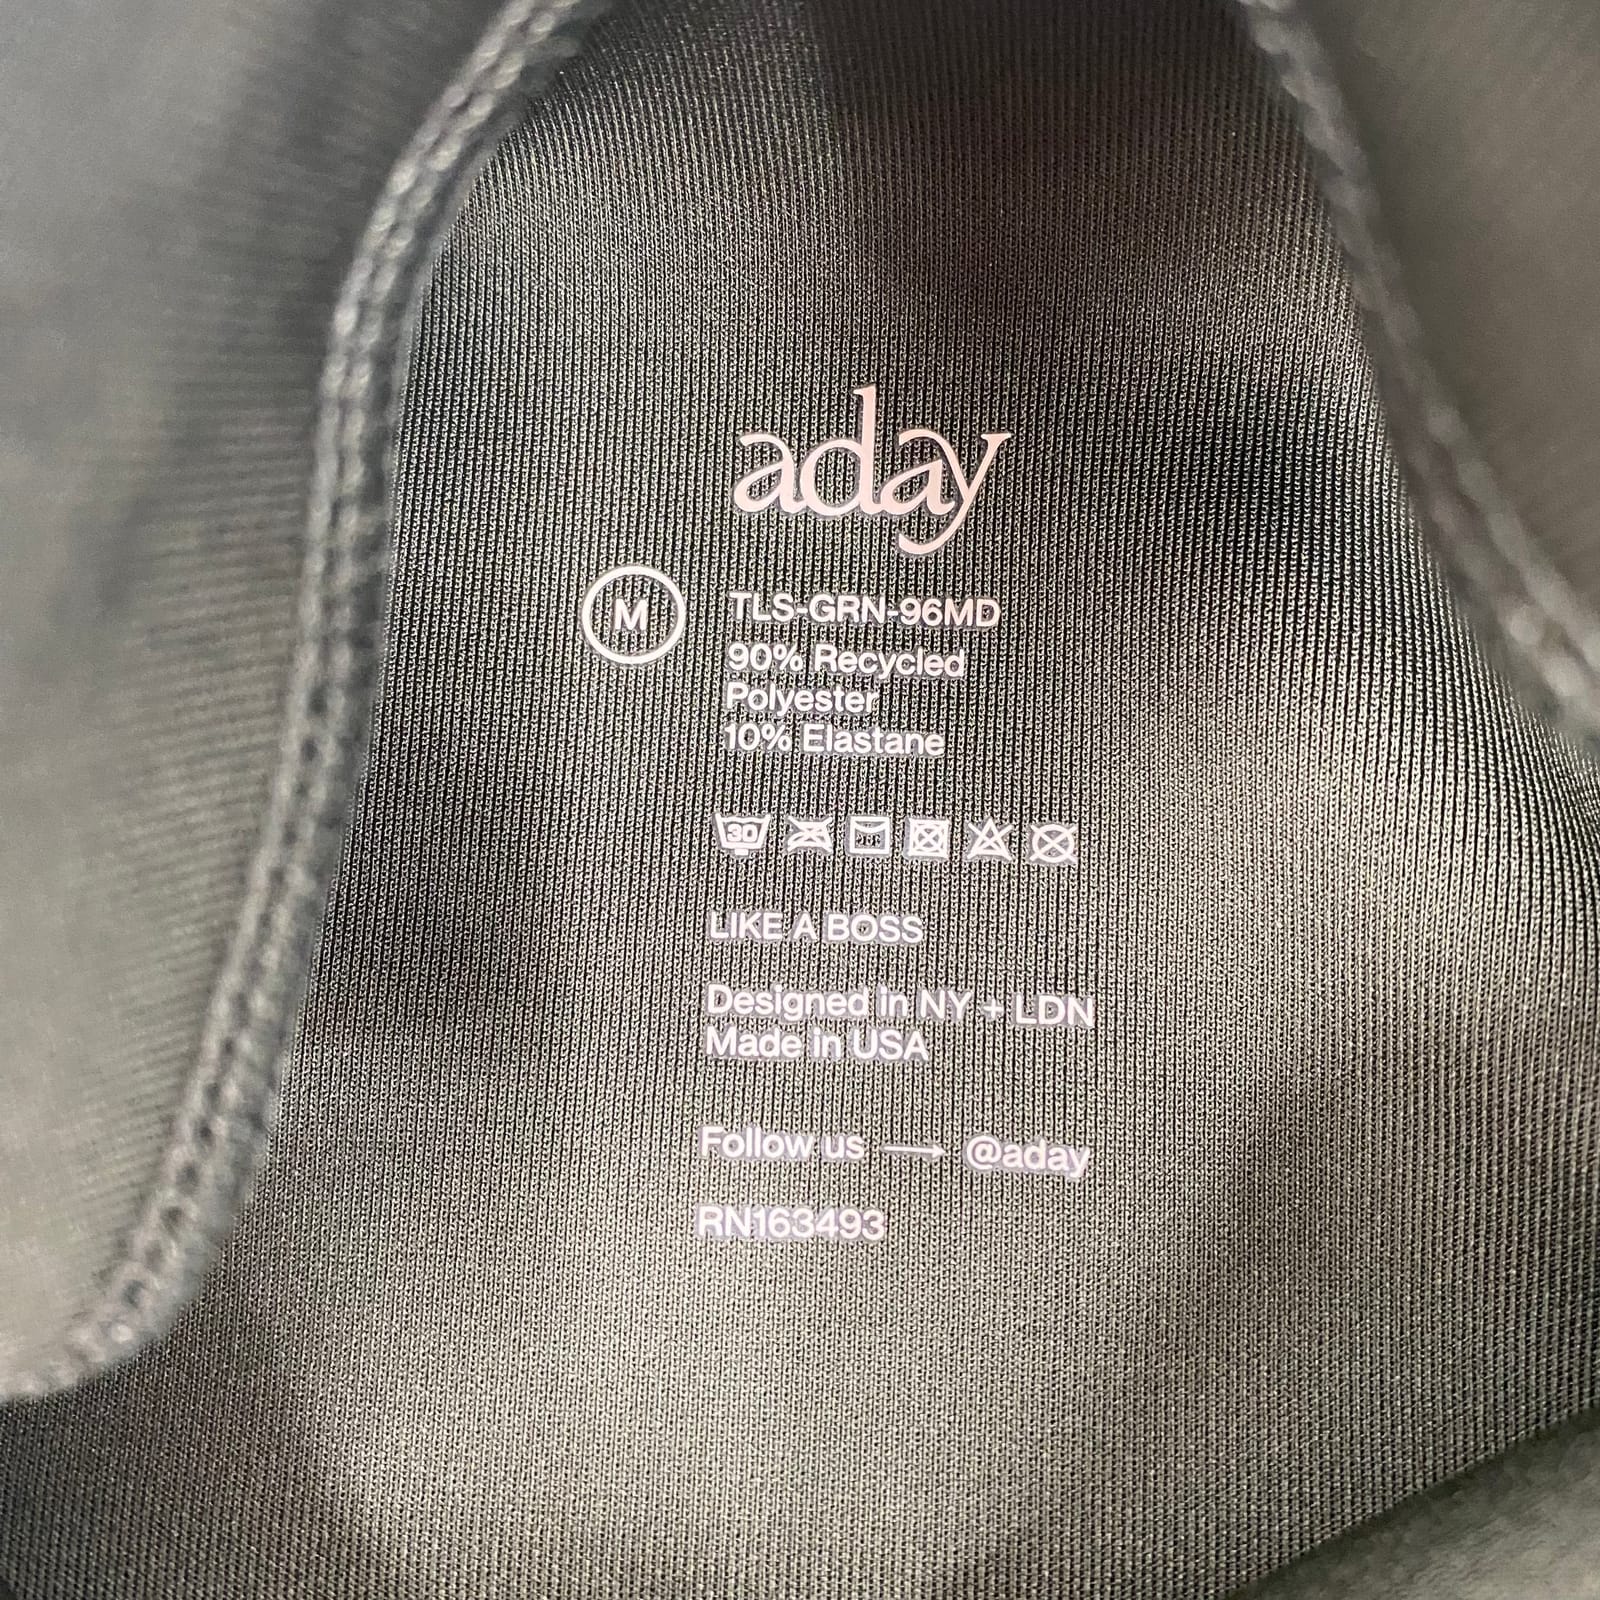 aday
M
TLS-GRN-96MD
90% Recycled
Polyester
10% Elastane
30
LIKE A BOSS
Designed in NY + LDN
Made in USA
Follow us → @aday
RN163493